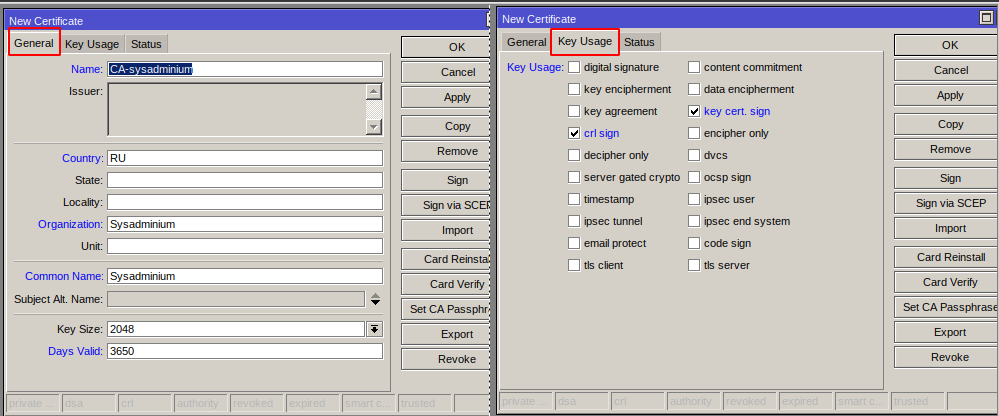 New Certificate
General Key Usage Status
Name: CA-sysadminium
Issuer:
Country: RU
State:
Locality:
Organization: Sysadminium
Unit:
Common Name: Sysadminium
Subject Alt. Name:
Key Size: 2048
Days Valid: 3650
OK
Cancel
Apply
Copy
Remove
Sign
Sign via SCEP
Import
Card Reinstal
Card Verify
Set CA Passphr
Export
Revoke
private ... dsa crl authority revoked expired smart c... trusted
New Certificate
General Key Usage Status
Key Usage: digital signature content commitment
key encipherment data encipherment
key agreement key cert. sign
crl sign encipher only
decipher only dvcs
server gated crypto ocsp sign
timestamp ipsec user
ipsec tunnel ipsec end system
email protect code sign
tls client tls server
OK
Cancel
Apply
Copy
Remove
Sign
Sign via SCEP
Import
Card Reinstall
Card Verify
Set CA Passphrase
Export
Revoke
private ... dsa crl authority revoked expired smart c... trusted